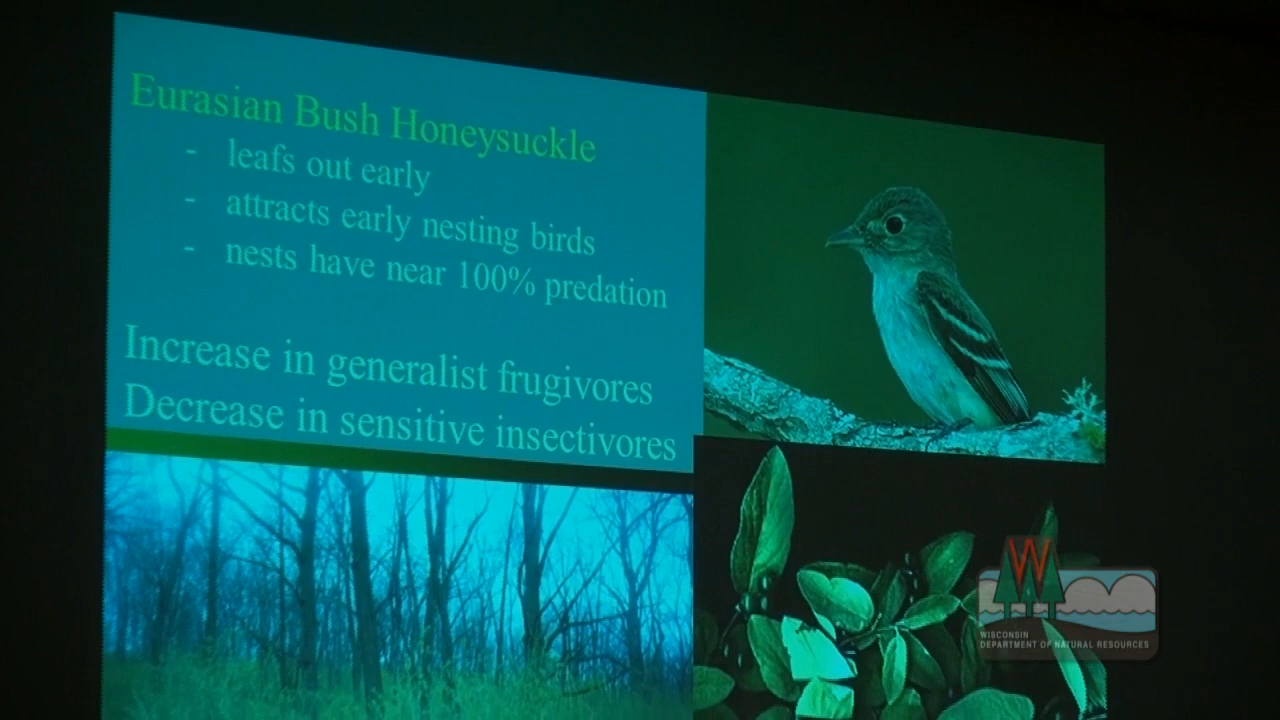 Eurasian Bush Honeysuckle
- leafs out early
- attracts early nesting birds
- nests have near 100% predation
Increase in generalist frugivores
Decrease in sensitive insectivores
W
WISCONSIN
DEPARTMENT OF NATURAL RESOURCES